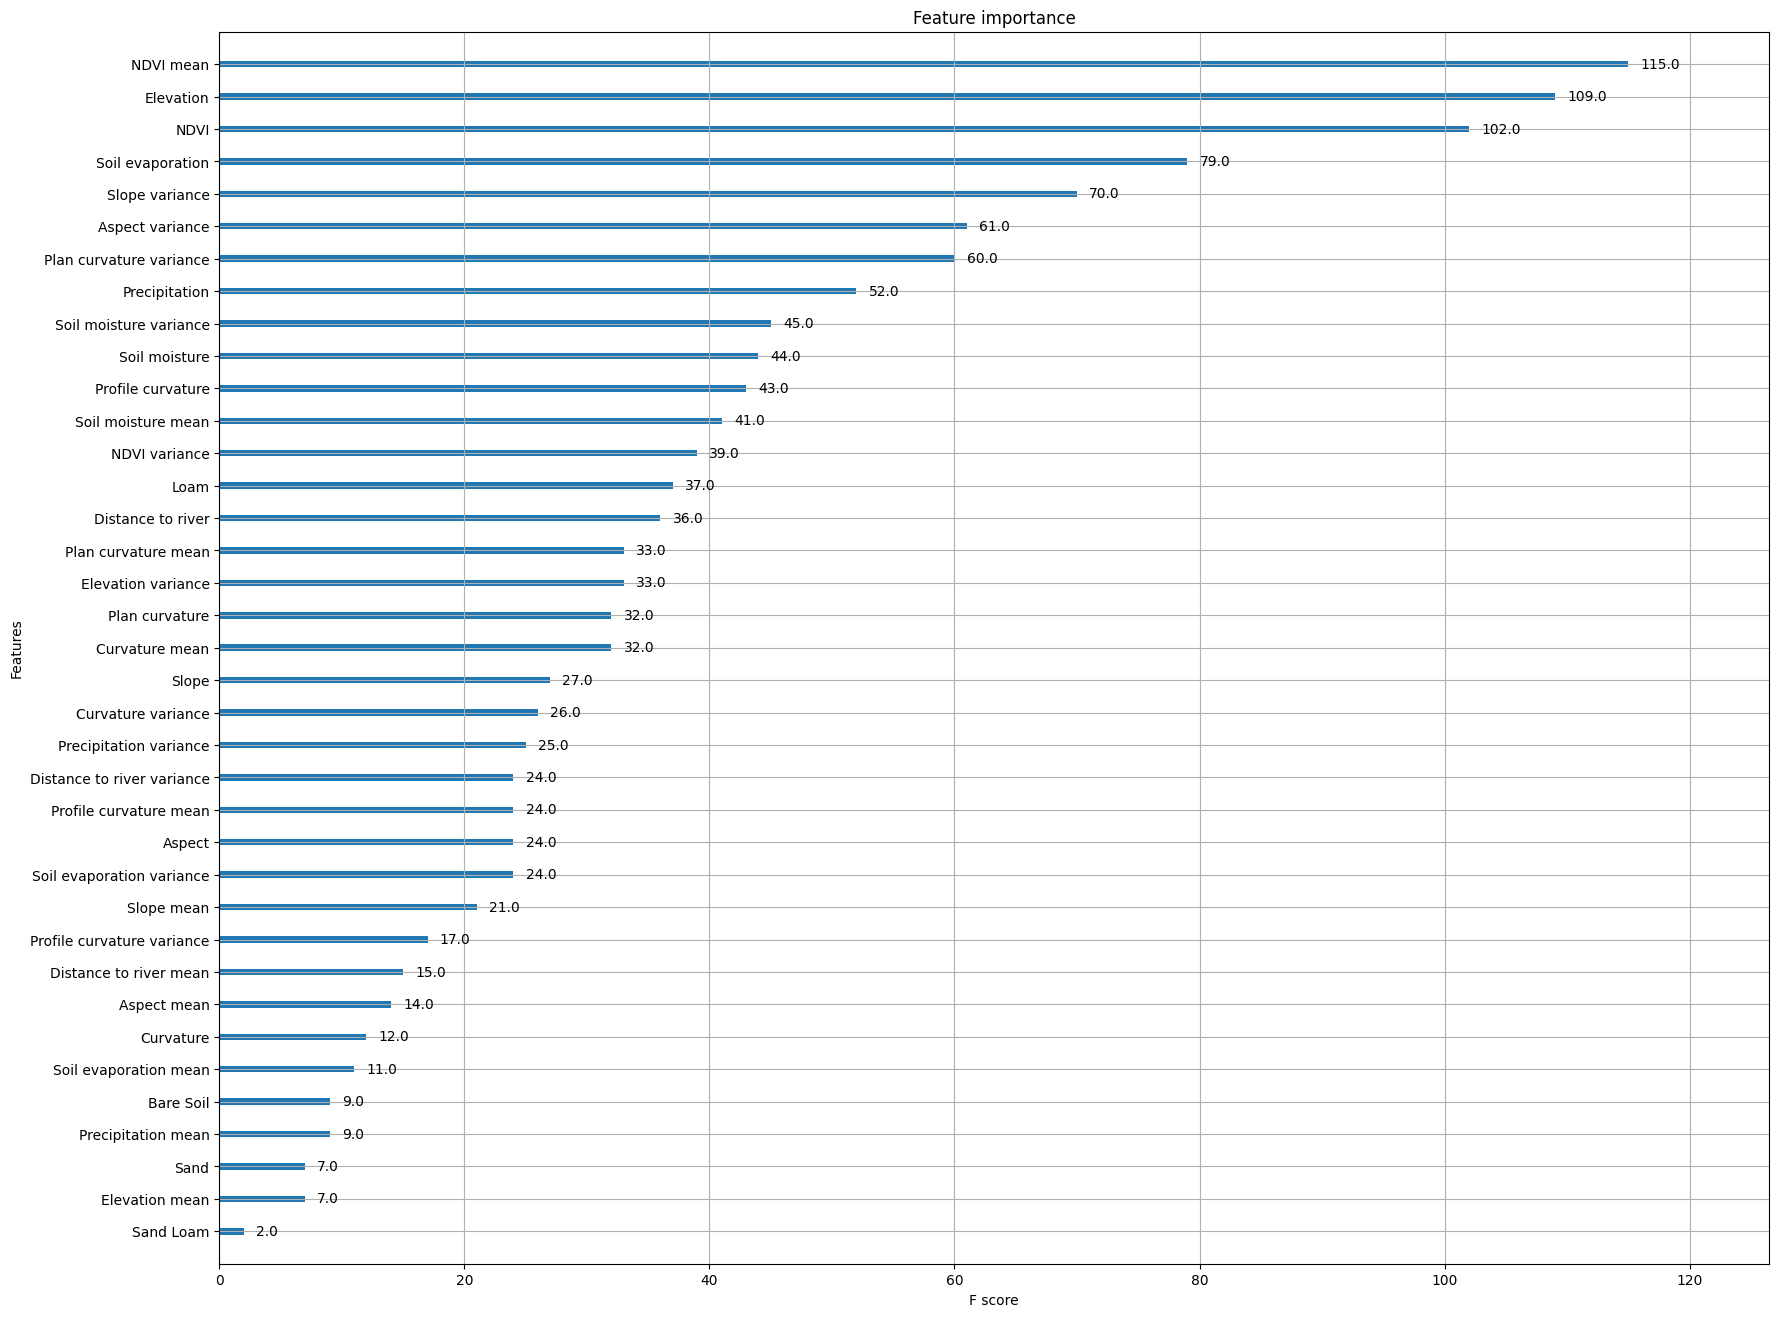 Feature importance
NDVI mean 115.0
Elevation 109.0
NDVI 102.0
Soil evaporation 79.0
Slope variance 70.0
Aspect variance 61.0
Plan curvature variance 60.0
Precipitation 52.0
Soil moisture variance 45.0
Soil moisture 44.0
Profile curvature 43.0
Soil moisture mean 41.0
NDVI variance 39.0
Loam 37.0
Distance to river 36.0
Plan curvature mean 33.0
Elevation variance 33.0
Plan curvature 32.0
Curvature mean 32.0
Features
Slope 27.0
Curvature variance 26.0
Precipitation variance 25.0
Distance to river variance 24.0
Profile curvature mean 24.0
Aspect 24.0
Soil evaporation variance 24.0
Slope mean 21.0
Profile curvature variance 17.0
Distance to river mean 15.0
Aspect mean 14.0
Curvature 12.0
Soil evaporation mean 11.0
Bare Soil 9.0
Precipitation mean 9.0
Sand 7.0
Elevation mean 7.0
Sand Loam 2.0
0 20 40 60 80 100 120
F score